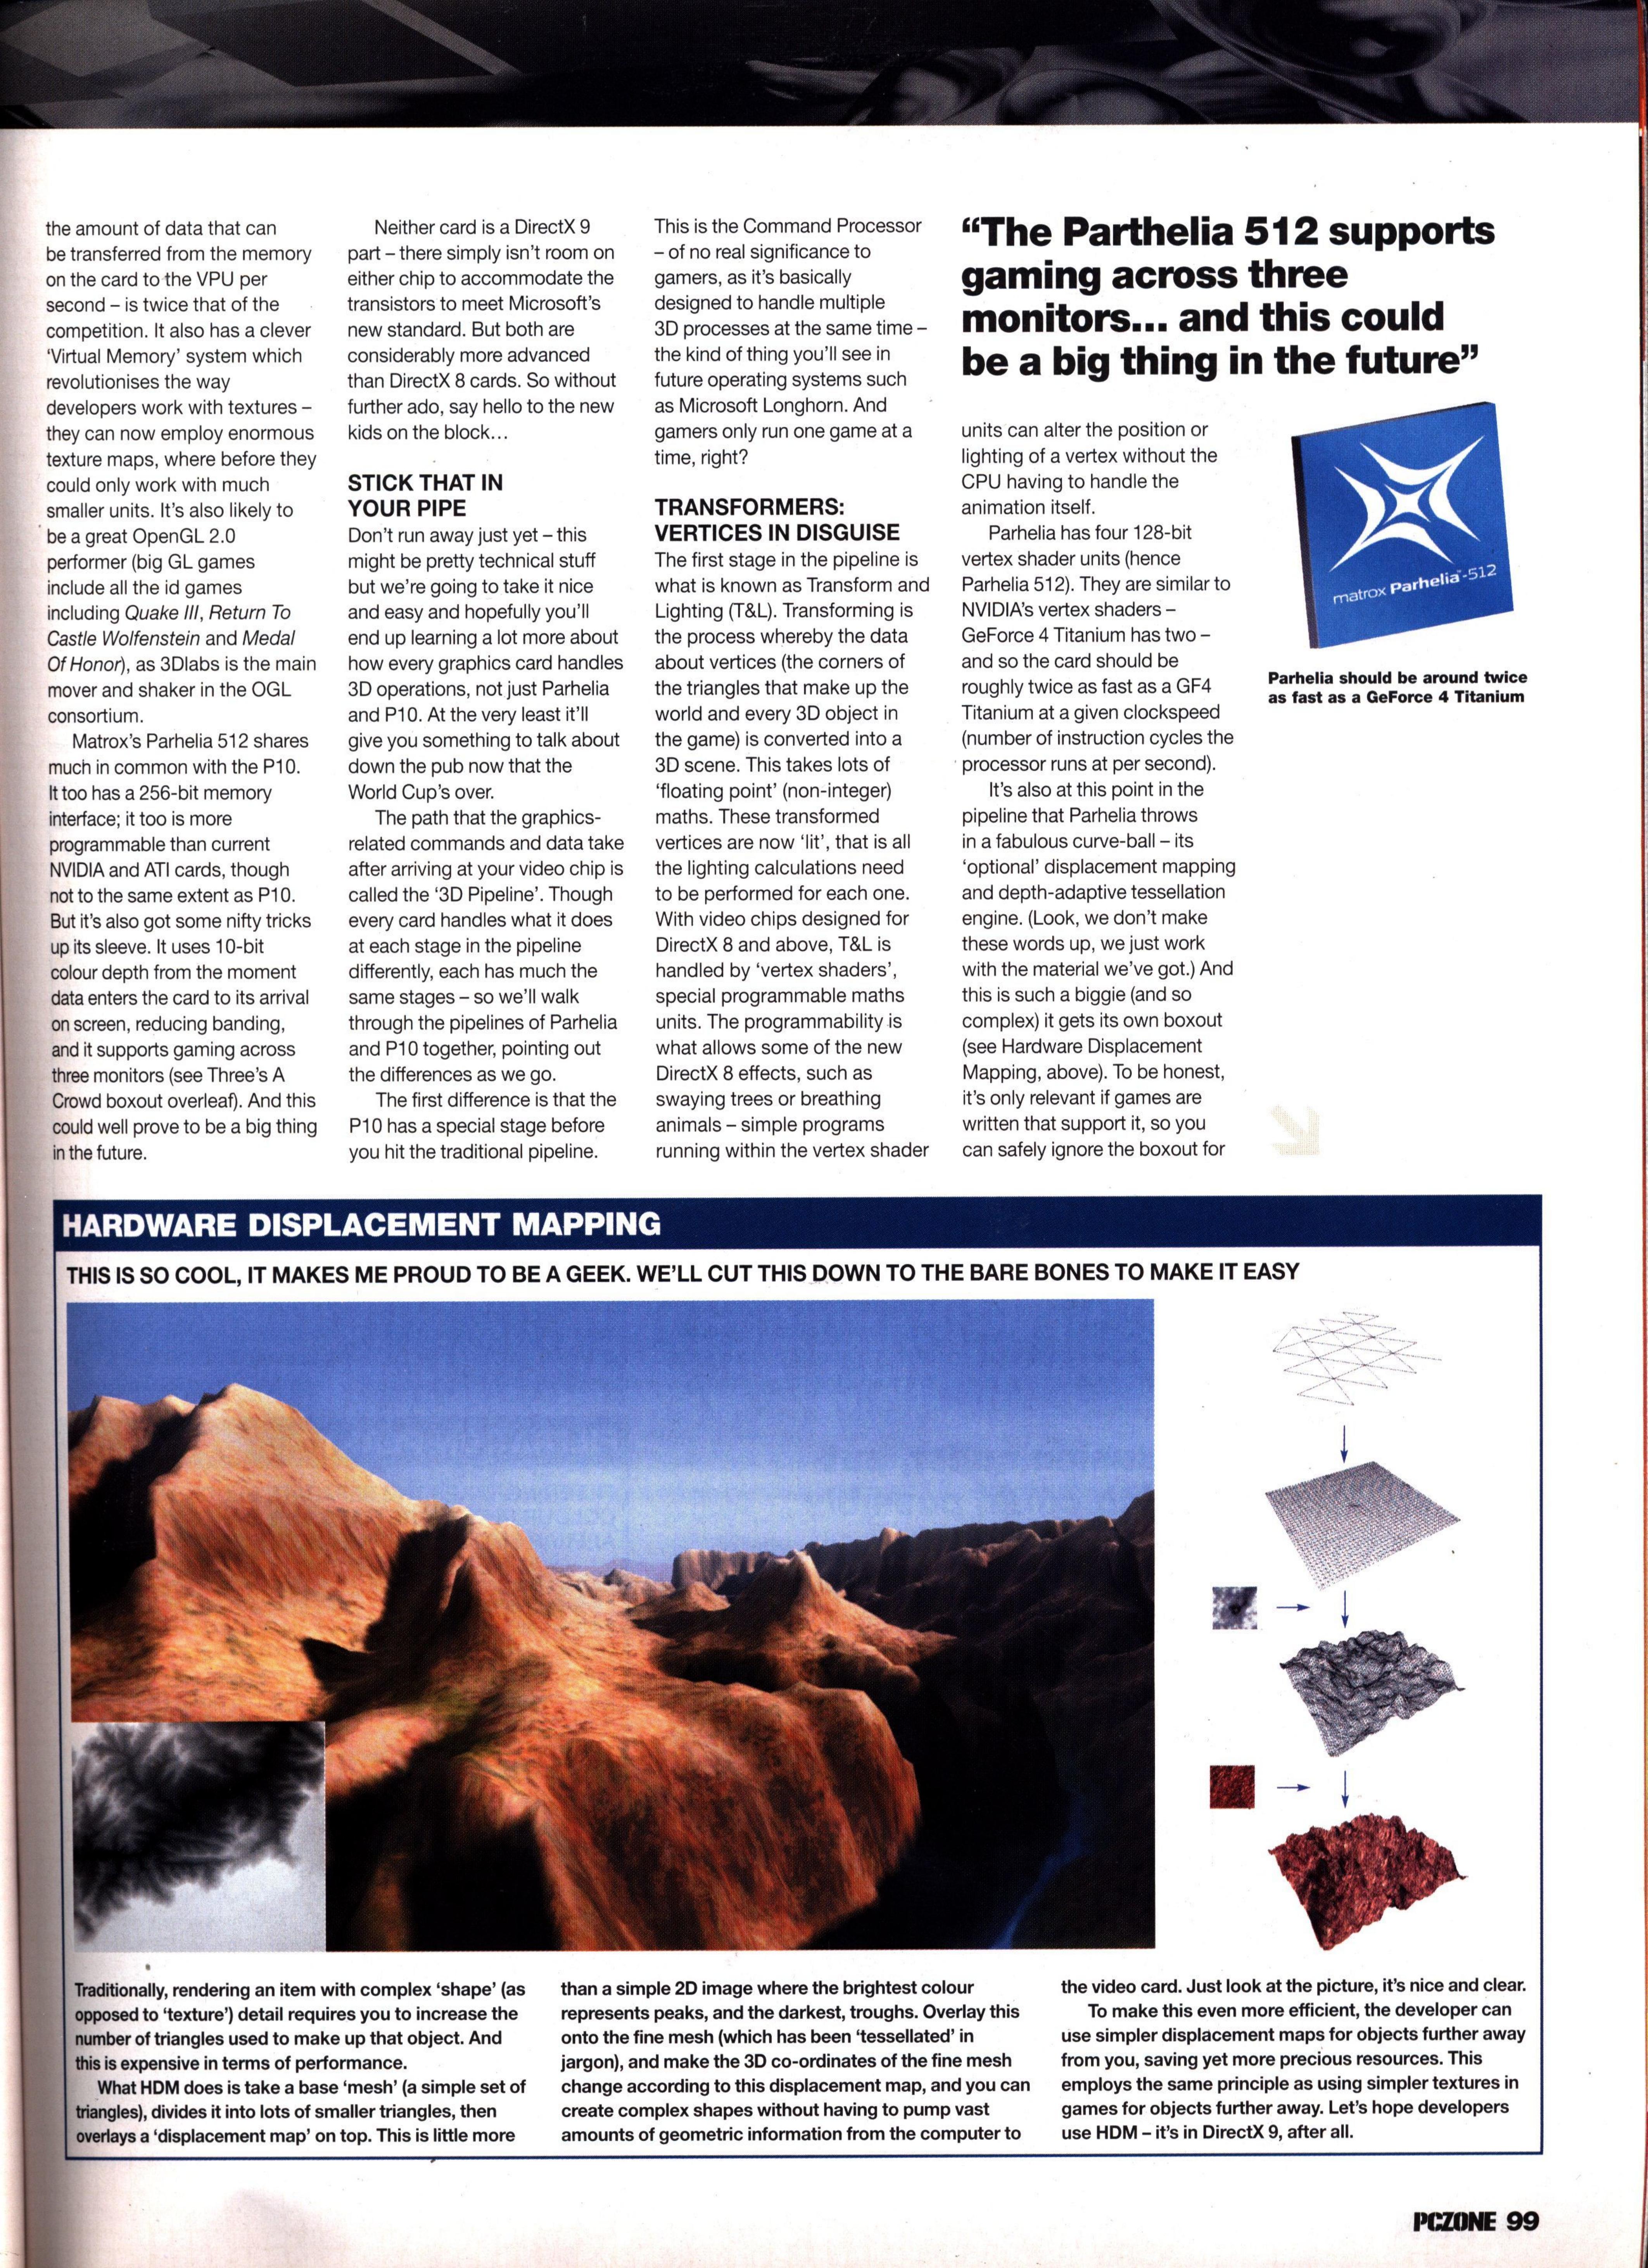 the amount of data that can
be transferred from the memory
on the card to the VPU per
second – is twice that of the
competition. It also has a clever
‘Virtual Memory’ system which
revolutionises the way
developers work with textures –
they can now employ enormous
texture maps, where before they
could only work with much
smaller units. It’s also likely to
be a great OpenGL 2.0
performer (big GL games
include all the id games
including Quake III, Return To
Castle Wolfenstein and Medal
Of Honor), as 3Dlabs is the main
mover and shaker in the OGL
consortium.
Matrox’s Parhelia 512 shares
much in common with the P10.
It too has a 256-bit memory
interface; it too is more
programmable than current
NVIDIA and ATI cards, though
not to the same extent as P10.
But it’s also got some nifty tricks
up its sleeve. It uses 10-bit
colour depth from the moment
data enters the card to its arrival
on screen, reducing banding,
and it supports gaming across
three monitors (see Three’s A
Crowd boxout overleaf). And this
could well prove to be a big thing
in the future.
Neither card is a DirectX 9
part – there simply isn’t room on
either chip to accommodate the
transistors to meet Microsoft’s
new standard. But both are
considerably more advanced
than DirectX 8 cards. So without
further ado, say hello to the new
kids on the block…
STICK THAT IN
YOUR PIPE
Don’t run away just yet – this
might be pretty technical stuff
but we’re going to take it nice
and easy and hopefully you’ll
end up learning a lot more about
how every graphics card handles
3D operations, not just Parhelia
and P10. At the very least it’ll
give you something to talk about
down the pub now that the
World Cup’s over.
The path that the graphics-
related commands and data take
after arriving at your video chip is
called the ‘3D Pipeline’. Though
every card handles what it does
at each stage in the pipeline
differently, each has much the
same stages – so we’ll walk
through the pipelines of Parhelia
and P10 together, pointing out
the differences as we go.
The first difference is that the
P10 has a special stage before
you hit the traditional pipeline.
This is the Command Processor
– of no real significance to
gamers, as it’s basically
designed to handle multiple
3D processes at the same time –
the kind of thing you’ll see in
future operating systems such
as Microsoft Longhorn. And
gamers only run one game at a
time, right?
TRANSFORMERS:
VERTICES IN DISGUISE
The first stage in the pipeline is
what is known as Transform and
Lighting (T&L). Transforming is
the process whereby the data
about vertices (the corners of
the triangles that make up the
world and every 3D object in
the game) is converted into a
3D scene. This takes lots of
‘floating point’ (non-integer)
maths. These transformed
vertices are now ‘lit’, that is all
the lighting calculations need
to be performed for each one.
With video chips designed for
DirectX 8 and above, T&L is
handled by ‘vertex shaders’,
special programmable maths
units. The programmability is
what allows some of the new
DirectX 8 effects, such as
swaying trees or breathing
animals – simple programs
running within the vertex shader
“The Parthelia 512 supports
gaming across three
monitors... and this could
be a big thing in the future”
units can alter the position or
lighting of a vertex without the
CPU having to handle the
animation itself.
Parhelia has four 128-bit
vertex shader units (hence
Parhelia 512). They are similar to
NVIDIA’s vertex shaders –
GeForce 4 Titanium has two –
and so the card should be
roughly twice as fast as a GF4
Titanium at a given clockspeed
(number of instruction cycles the
processor runs at per second).
It’s also at this point in the
pipeline that Parhelia throws
in a fabulous curve-ball – its
‘optional’ displacement mapping
and depth-adaptive tessellation
engine. (Look, we don’t make
these words up, we just work
with the material we’ve got.) And
this is such a biggie (and so
complex) it gets its own boxout
(see Hardware Displacement
Mapping, above). To be honest,
it’s only relevant if games are
written that support it, so you
can safely ignore the boxout for
matrox Parhelia™-512
Parhelia should be around twice
as fast as a GeForce 4 Titanium
HARDWARE DISPLACEMENT MAPPING
THIS IS SO COOL, IT MAKES ME PROUD TO BE A GEEK. WE’LL CUT THIS DOWN TO THE BARE BONES TO MAKE IT EASY
Traditionally, rendering an item with complex ‘shape’ (as
opposed to ‘texture’) detail requires you to increase the
number of triangles used to make up that object. And
this is expensive in terms of performance.
What HDM does is take a base ‘mesh’ (a simple set of
triangles), divides it into lots of smaller triangles, then
overlays a ‘displacement map’ on top. This is little more
than a simple 2D image where the brightest colour
represents peaks, and the darkest, troughs. Overlay this
onto the fine mesh (which has been ‘tessellated’ in
jargon), and make the 3D co-ordinates of the fine mesh
change according to this displacement map, and you can
create complex shapes without having to pump vast
amounts of geometric information from the computer to
the video card. Just look at the picture, it’s nice and clear.
To make this even more efficient, the developer can
use simpler displacement maps for objects further away
from you, saving yet more precious resources. This
employs the same principle as using simpler textures in
games for objects further away. Let’s hope developers
use HDM – it’s in DirectX 9, after all.
PCZONE 99